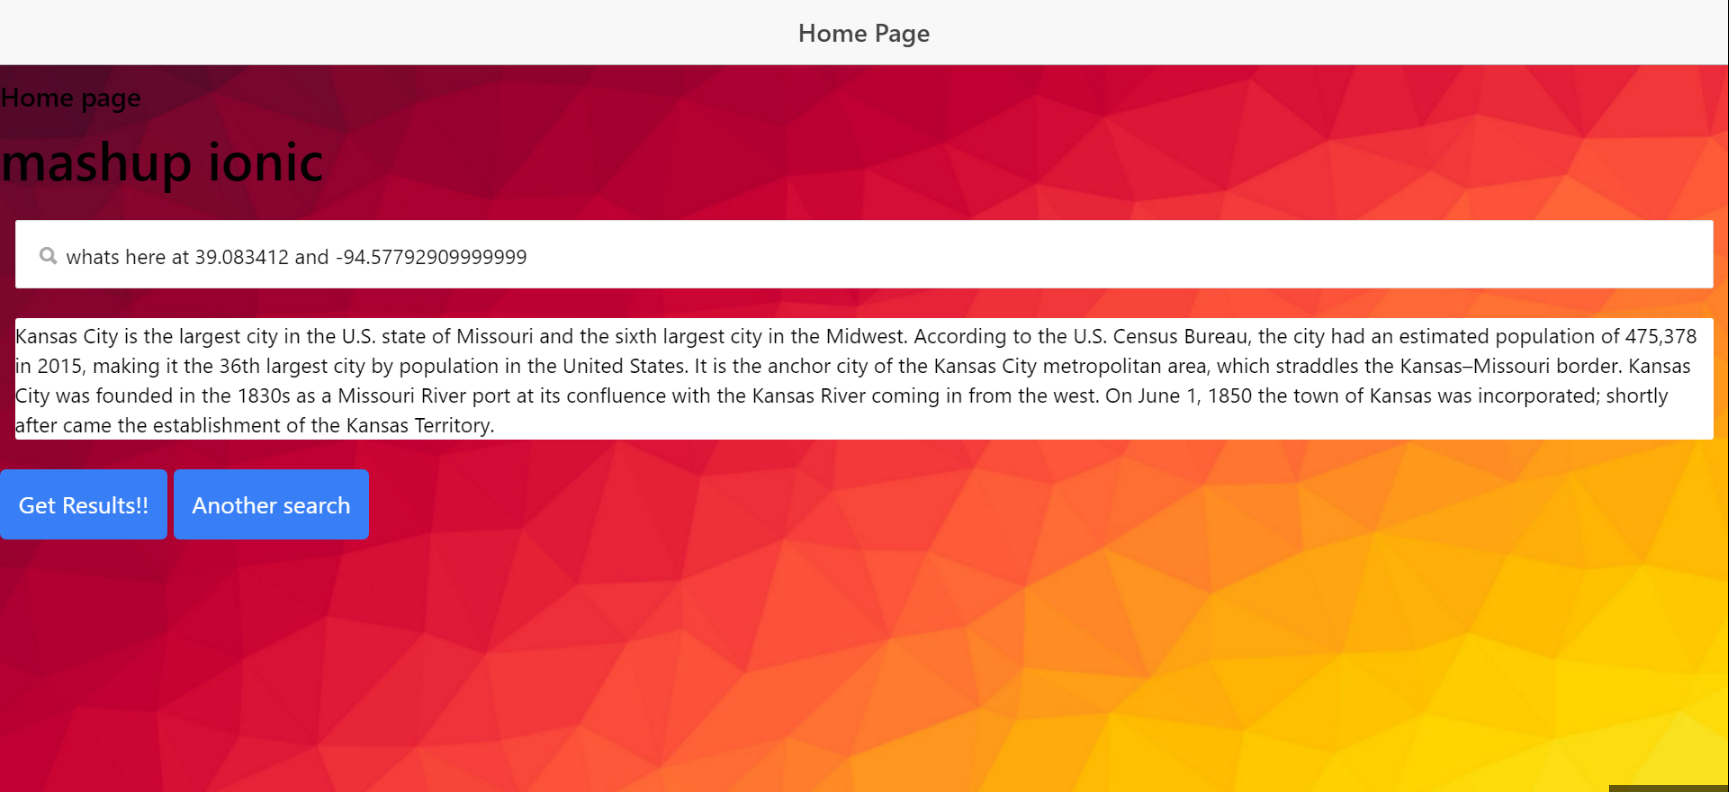 Home Page
Home page
mashup ionic
whats here at 39.083412 and -94.57792909999999
Kansas City is the largest city in the U.S. state of Missouri and the sixth largest city in the Midwest. According to the U.S. Census Bureau, the city had an estimated population of 475,378
in 2015, making it the 36th largest city by population in the United States. It is the anchor city of the Kansas City metropolitan area, which straddles the Kansas–Missouri border. Kansas
City was founded in the 1830s as a Missouri River port at its confluence with the Kansas River coming in from the west. On June 1, 1850 the town of Kansas was incorporated; shortly
after came the establishment of the Kansas Territory.
Get Results!! Another search